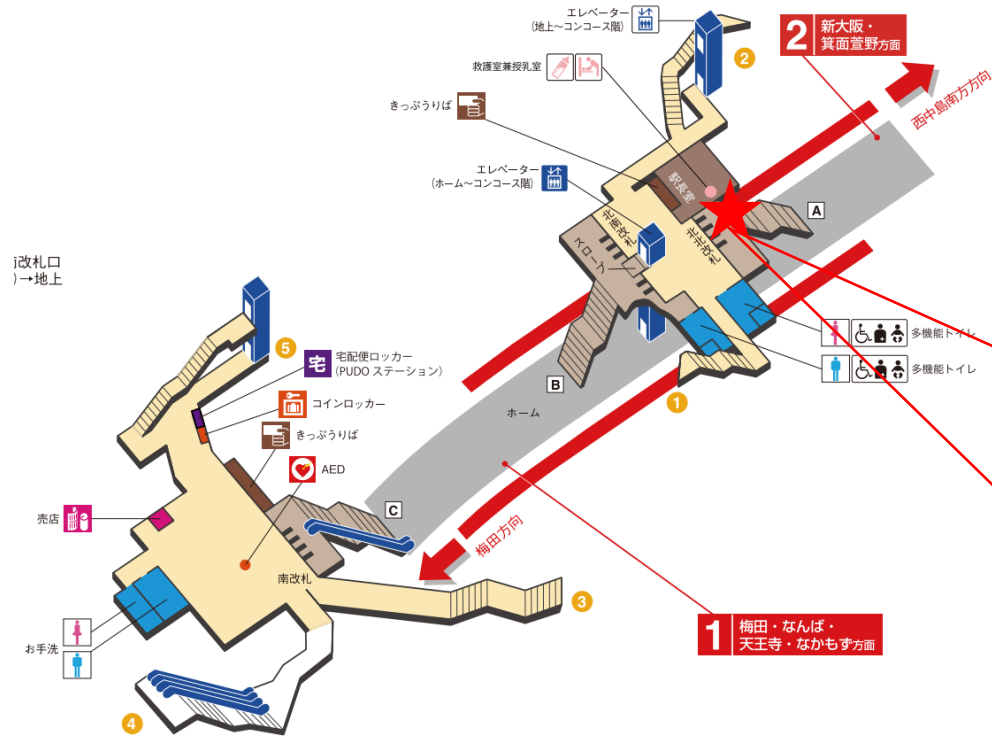 エレベーター
(地上〜コンコース階)
2
2 新大阪・
箕面萱野方面
救護室兼授乳室
西中島南方方向
きっぷうりば
エレベーター
(ホーム〜コンコース階)
駅長室
A
北南改札
北北改札
スロープ
改札口
)→地上
5
宅 宅配便ロッカー
(PUDOステーション)
コインロッカー
きっぷうりば
AED
多機能トイレ
多機能トイレ
B
1
ホーム
C
売店
梅田方向
南改札
3
お手洗
1 梅田・なんば・
天王寺・なかもず方面
4